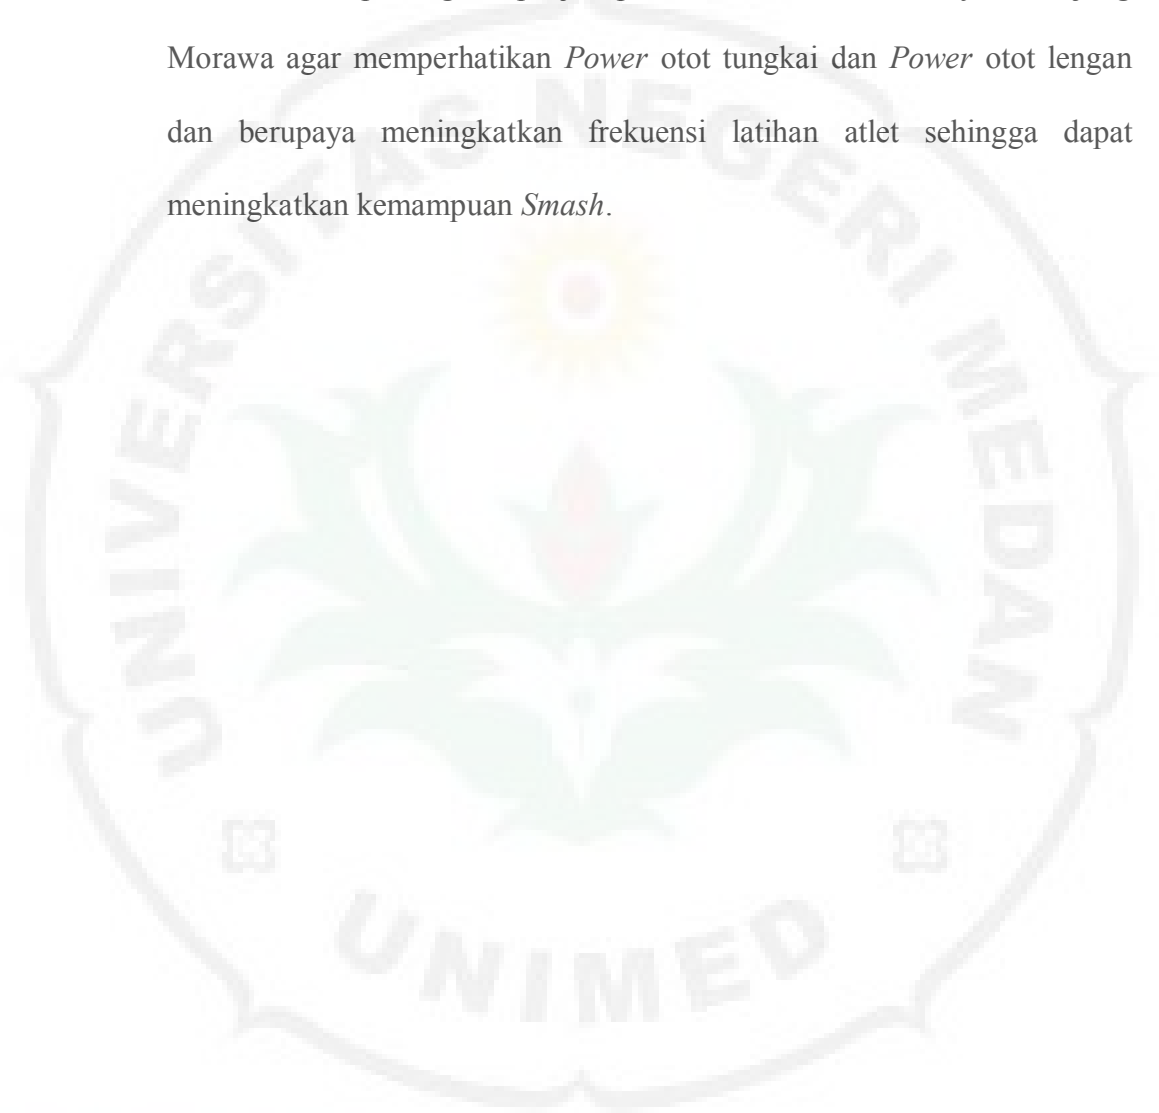 Morawa agar memperhatikan Power otot tungkai dan Power otot lengan
dan berupaya meningkatkan frekuensi latihan atlet sehingga dapat
meningkatkan kemampuan Smash.
UNIVERSITAS NEGERI MEDAN
UNIMED